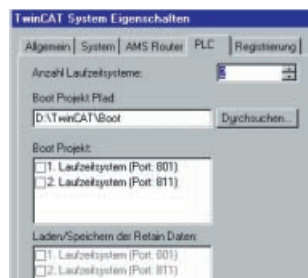 TwinCAT System Eigenschaften
Allgemein System AMS Router PLC Registrierung
Anzahl Laufzeitsysteme: 2
Boot Projekt Pfad:
D:\TwinCAT\Boot Durchsuchen...
Boot Projekt:
1. Laufzeitsystem (Port: 801)
2. Laufzeitsystem (Port: 811)
Laden/Speichern der Retain Daten:
1. Laufzeitsystem (Port: 801)
2. Laufzeitsystem (Port: 811)